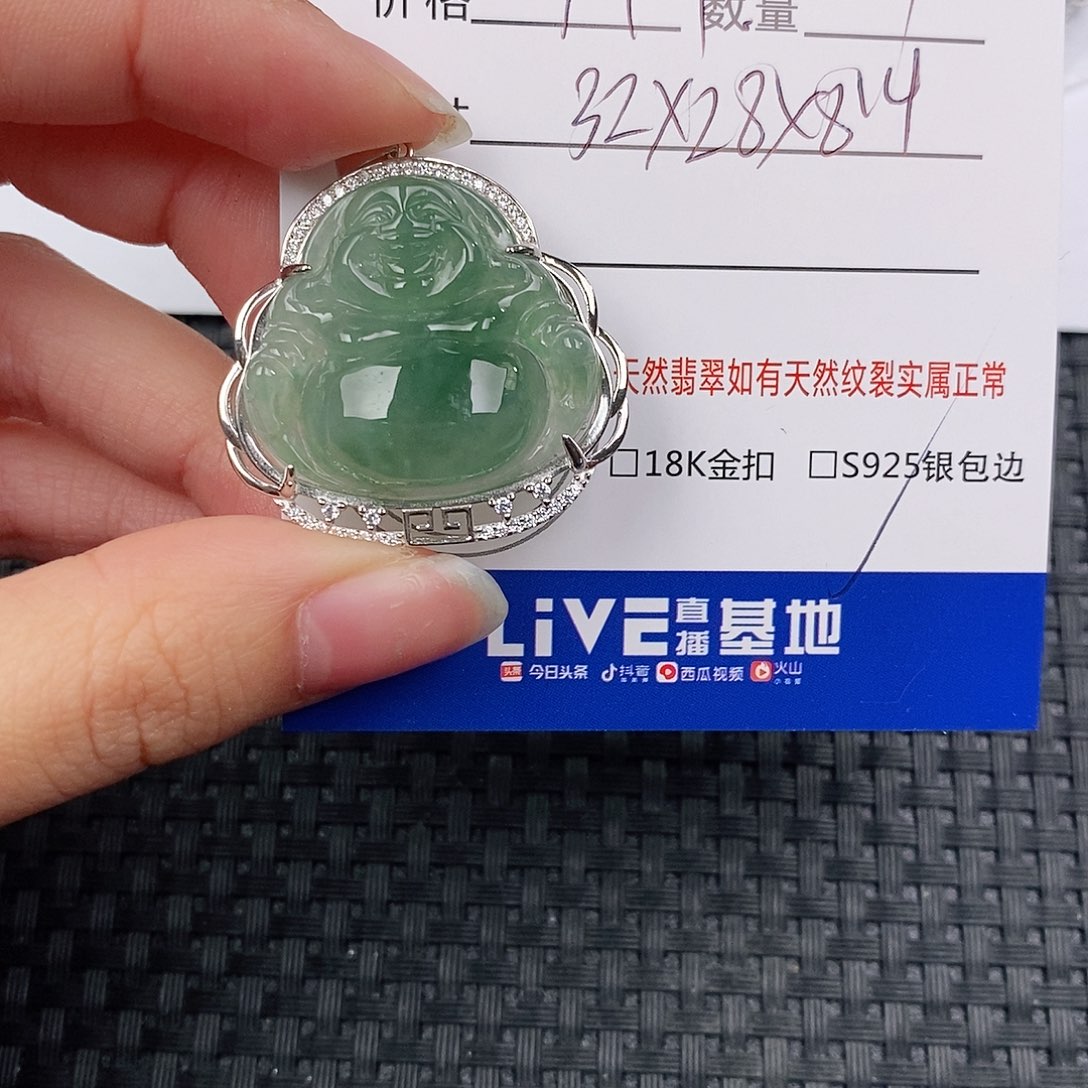 价格 数量
32X28X8.4
天然翡翠如有天然纹裂实属正常
□18K金扣 □S925银包边
LiVE直播基地
头条 今日头条 抖音 西瓜视频 火山